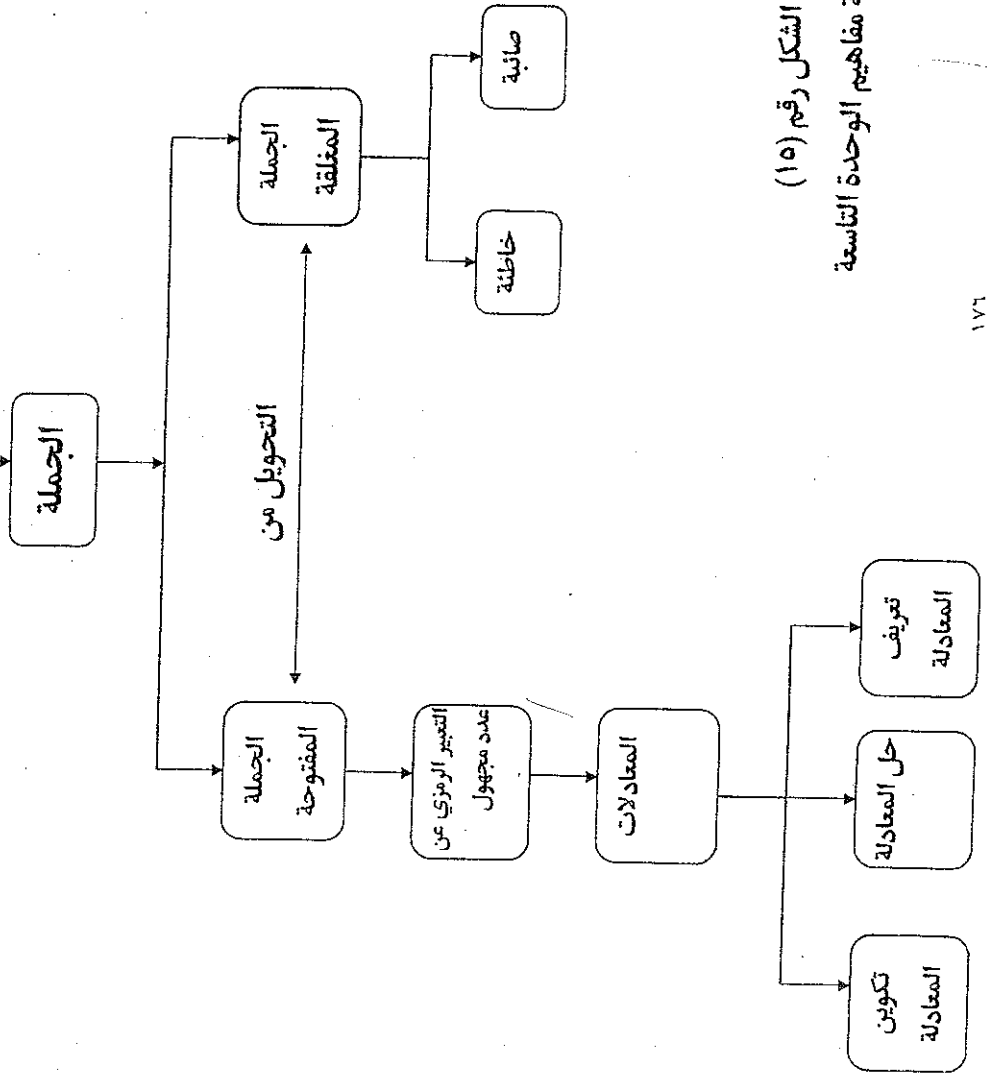 الجملة
الجملة
المغلقة
صائبة
خاطئة
التحويل من
الجملة
المفتوحة
التعبير الرمزي عن
عدد مجهول
المعادلات
تعريف
المعادلة
حل المعادلة
تكوين
المعادلة
الشكل رقم (١٥)
مفاهيم الوحدة التاسعة
١٧٦